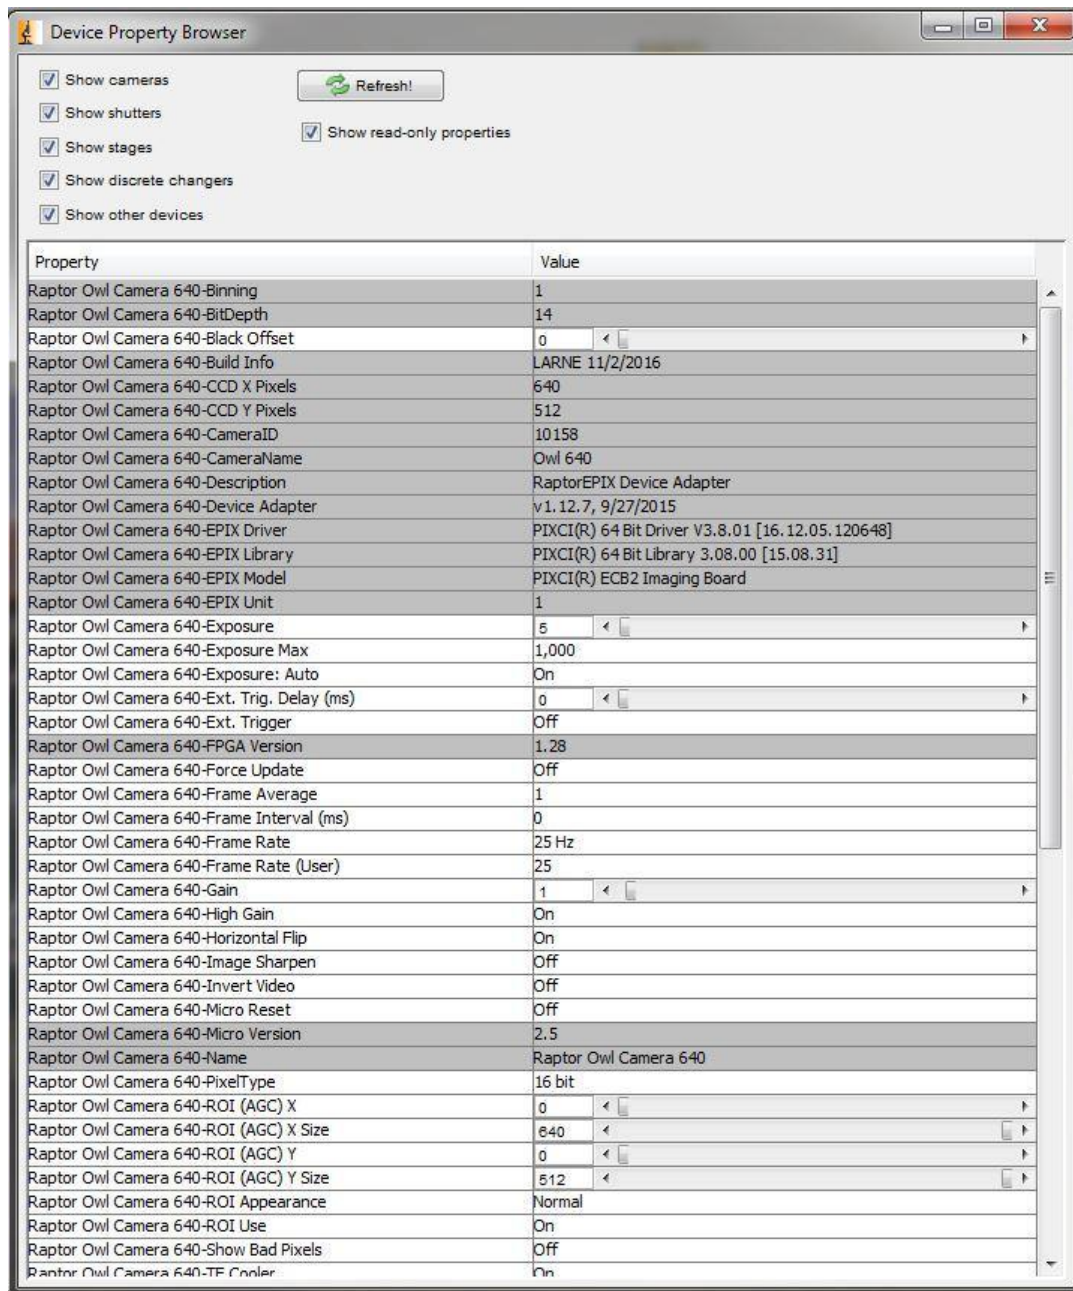 Device Property Browser
Show cameras
Refresh!
Show shutters
Show read-only properties
Show stages
Show discrete changers
Show other devices
Property Value
Raptor Owl Camera 640-Binning 1
Raptor Owl Camera 640-BitDepth 14
Raptor Owl Camera 640-Black Offset 0
Raptor Owl Camera 640-Build Info LARNE 11/2/2016
Raptor Owl Camera 640-CCD X Pixels 640
Raptor Owl Camera 640-CCD Y Pixels 512
Raptor Owl Camera 640-CameraID 10158
Raptor Owl Camera 640-CameraName Owl 640
Raptor Owl Camera 640-Description RaptorEPIX Device Adapter
Raptor Owl Camera 640-Device Adapter v1.12.7, 9/27/2015
Raptor Owl Camera 640-EPIX Driver PIXCI(R) 64 Bit Driver V3.8.01 [16.12.05.120648]
Raptor Owl Camera 640-EPIX Library PIXCI(R) 64 Bit Library 3.08.00 [15.08.31]
Raptor Owl Camera 640-EPIX Model PIXCI(R) ECB2 Imaging Board
Raptor Owl Camera 640-EPIX Unit 1
Raptor Owl Camera 640-Exposure 5
Raptor Owl Camera 640-Exposure Max 1,000
Raptor Owl Camera 640-Exposure: Auto On
Raptor Owl Camera 640-Ext. Trig. Delay (ms) 0
Raptor Owl Camera 640-Ext. Trigger Off
Raptor Owl Camera 640-FPGA Version 1.28
Raptor Owl Camera 640-Force Update Off
Raptor Owl Camera 640-Frame Average 1
Raptor Owl Camera 640-Frame Interval (ms) 0
Raptor Owl Camera 640-Frame Rate 25 Hz
Raptor Owl Camera 640-Frame Rate (User) 25
Raptor Owl Camera 640-Gain 1
Raptor Owl Camera 640-High Gain On
Raptor Owl Camera 640-Horizontal Flip On
Raptor Owl Camera 640-Image Sharpen Off
Raptor Owl Camera 640-Invert Video Off
Raptor Owl Camera 640-Micro Reset Off
Raptor Owl Camera 640-Micro Version 2.5
Raptor Owl Camera 640-Name Raptor Owl Camera 640
Raptor Owl Camera 640-PixelType 16 bit
Raptor Owl Camera 640-ROI (AGC) X 0
Raptor Owl Camera 640-ROI (AGC) X Size 640
Raptor Owl Camera 640-ROI (AGC) Y 0
Raptor Owl Camera 640-ROI (AGC) Y Size 512
Raptor Owl Camera 640-ROI Appearance Normal
Raptor Owl Camera 640-ROI Use On
Raptor Owl Camera 640-Show Bad Pixels Off
Raptor Owl Camera 640-TE Cooler On